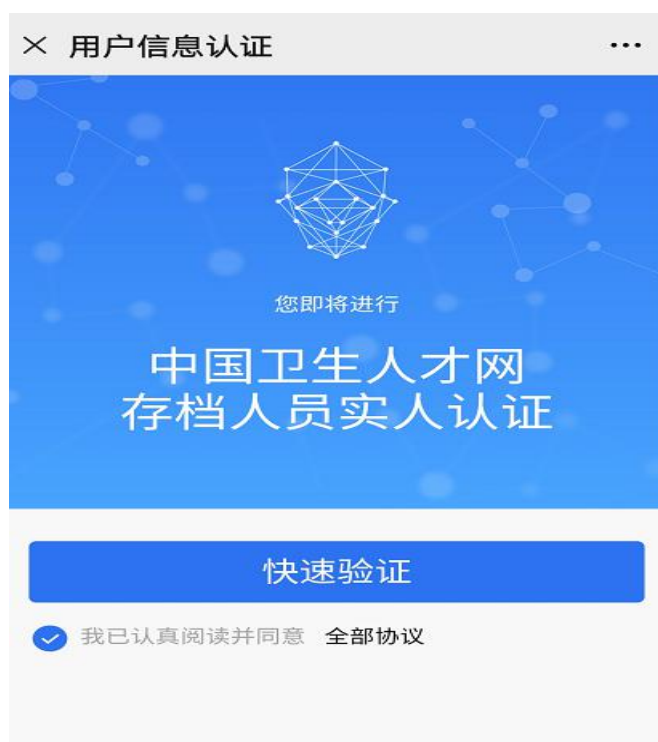 用户信息认证
您即将进行
中国卫生人才网
存档人员实人认证
快速验证
我已认真阅读并同意 全部协议